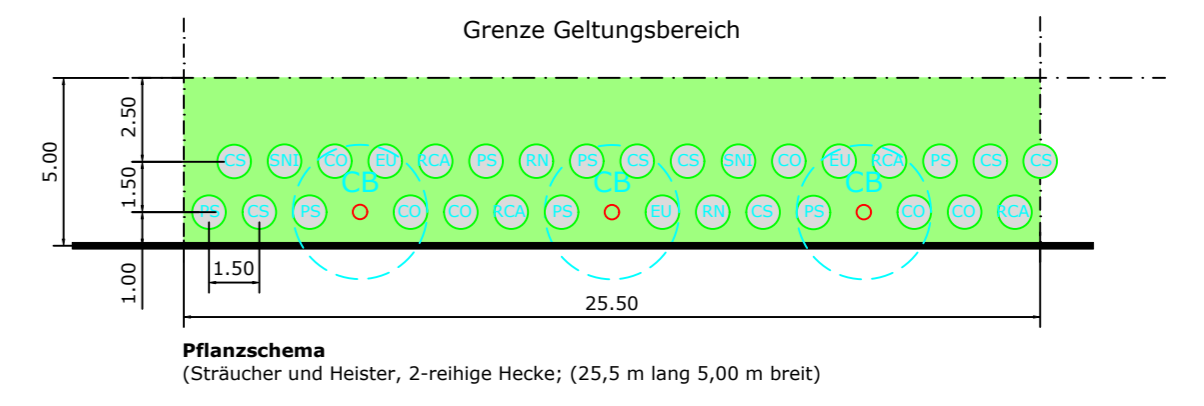 Grenze Geltungsbereich
2.50
5.00
1.50
1.00
CS SNI CO EU RCA PS RN PS CS CS SNI CO EU RCA PS CS CS
CB CB CB
PS CS PS CO CO RCA PS EU RN CS PS CO CO RCA
1.50
25.50
Pflanzschema
(Sträucher und Heister, 2-reihige Hecke; (25,5 m lang 5,00 m breit)